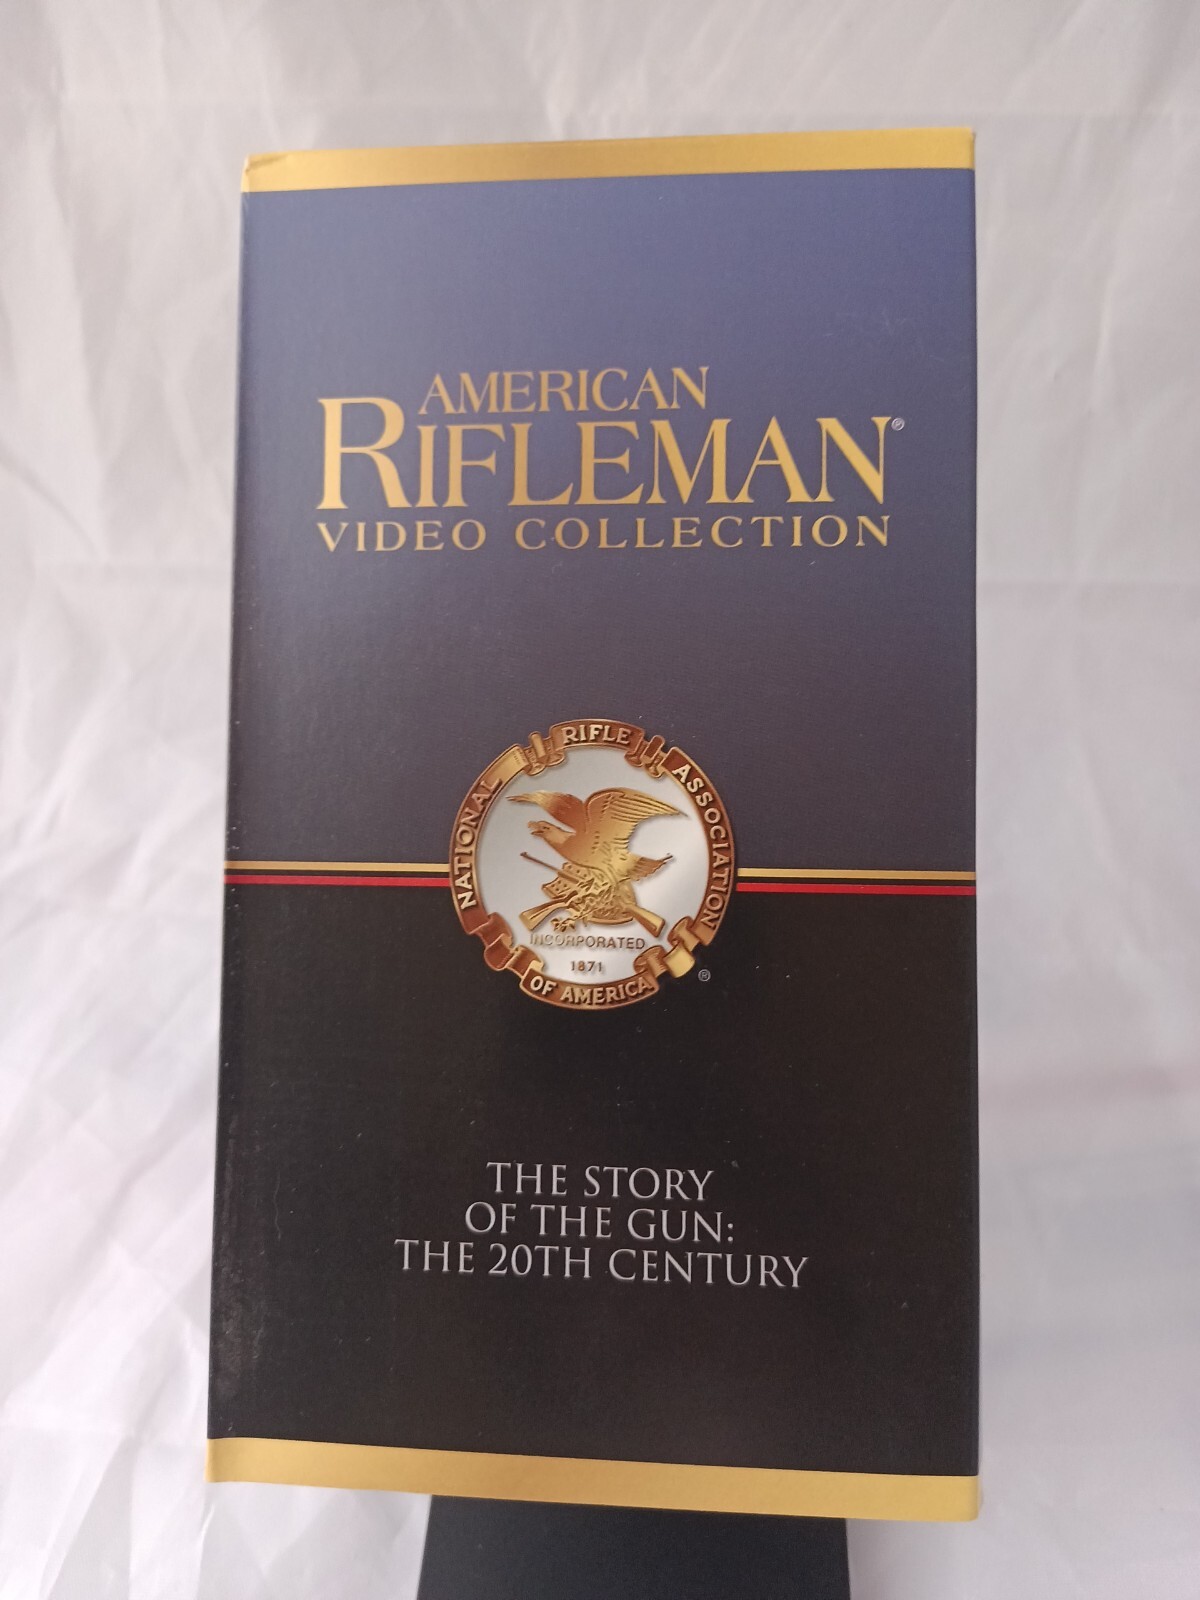 AMERICAN
RIFLEMAN®
VIDEO COLLECTION
NATIONAL RIFLE ASSOCIATION
INCORPORATED
1871
OF AMERICA
®
THE STORY
OF THE GUN:
THE 20TH CENTURY